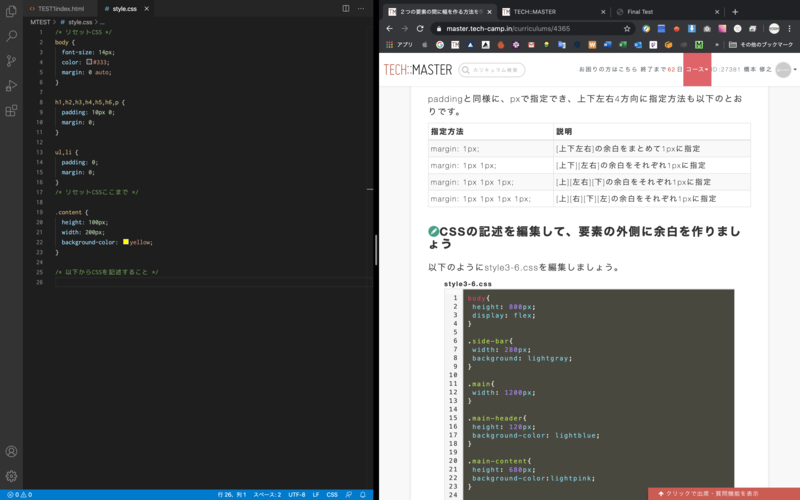 TEST1index.html
style.css
MTEST > style.css > ...
1 /* リセットCSS */
2 body {
3 font-size: 14px;
4 color: #333;
5 margin: 0 auto;
6 }
7
8 h1,h2,h3,h4,h5,h6,p {
9 padding: 10px 0;
10 margin: 0;
11 }
12
13 ul,li {
14 padding: 0;
15 margin: 0;
16 }
17 /* リセットCSSここまで */
18
19 .content {
20 height: 100px;
21 width: 200px;
22 background-color: yellow;
23 }
24
25 /* 以下からCSSを記述すること */
26
0 0
行 26、列 1 スペース: 2 UTF-8 LF CSS
２つの要素の間に幅を作る方法を
TECH::MASTER
Final Test
master.tech-camp.in/curriculums/4365
アプリ
» その他のブックマーク
TECH::MASTER
カリキュラム検索
お困りの方はこちら 終了まで62日
コース
ID:27381 橋本 修之
paddingと同様に、pxで指定でき、上下左右4方向に指定方法も以下のとお
りです。
指定方法 説明
margin: 1px; [上下左右]の余白をまとめて1pxに指定
margin: 1px 1px; [上下][左右]の余白をそれぞれ1pxに指定
margin: 1px 1px 1px; [上][左右][下]の余白をそれぞれ1pxに指定
margin: 1px 1px 1px 1px; [上][右][下][左]の余白をそれぞれ1pxに指定
CSSの記述を編集して、要素の外側に余白を作りまし
ょう
以下のようにstyle3-6.cssを編集しましょう。
style3-6.css
1 body{
2 height: 800px;
3 display: flex;
4 }
5
6 .side-bar{
7 width: 280px;
8 background: lightgray;
9 }
10
11 .main{
12 width: 1200px;
13 }
14
15 .main-header{
16 height: 120px;
17 background-color: lightblue;
18 }
19
20 .main-content{
21 height: 680px;
22 background-color:lightpink;
23 }
24
クリックで出席・質問機能を表示